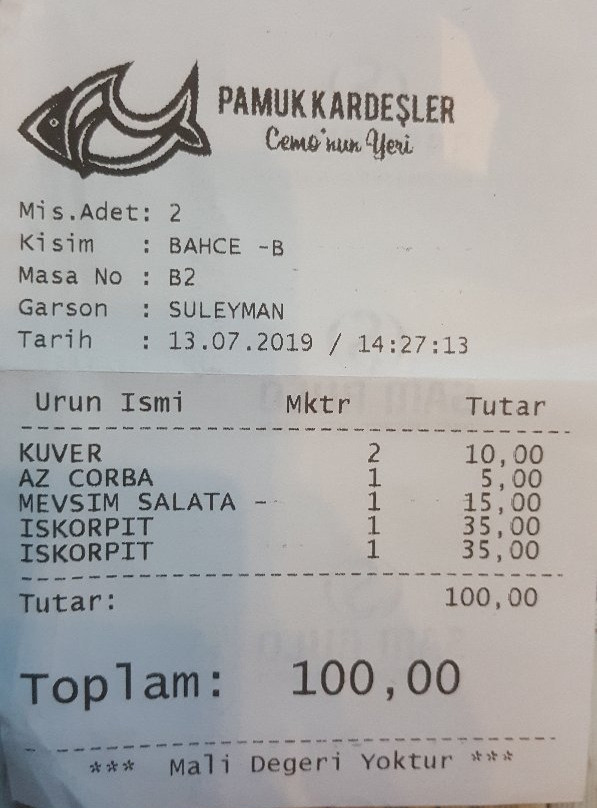 PAMUK KARDEŞLER
Cemo'nun Yeri
Mis.Adet: 2
Kisim : BAHCE -B
Masa No : B2
Garson : SULEYMAN
Tarih : 13.07.2019 / 14:27:13
Urun Ismi Mktr Tutar
KUVER 2 10,00
AZ CORBA 1 5,00
MEVSIM SALATA - 1 15,00
ISKORPIT 1 35,00
ISKORPIT 1 35,00
Tutar: 100,00
Toplam: 100,00
*** Mali Degeri Yoktur ***